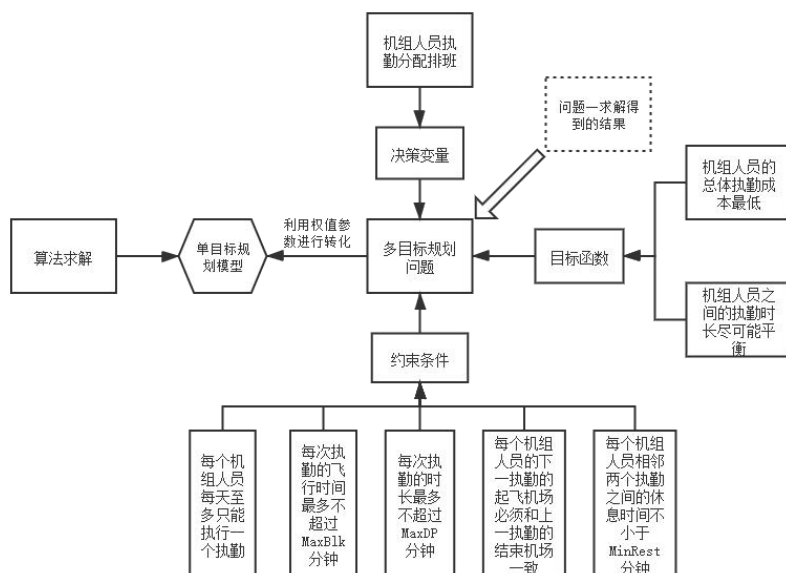 机组人员执
勤分配排班
问题一求解得
到的结果
决策变量
机组人员的
总体执勤成
本最低
利用权值参
数进行转化
算法求解
单目标规
划模型
多目标规划
问题
目标函数
机组人员之
间的执勤时
长尽可能平
衡
约束条件
每个机
组人员
每天至
多只能
执行一
个执勤
每次执
勤的飞
行时间
最多不
超过
MaxBlk
分钟
每次执
勤的时
长最多
不超过
MaxDP
分钟
每个机组
人员的下
一执勤的
起飞机场
必须和上
一执勤的
结束机场
一致
每个机组
人员相邻
两个执勤
之间的休
息时间不
小于
MinRest
分钟